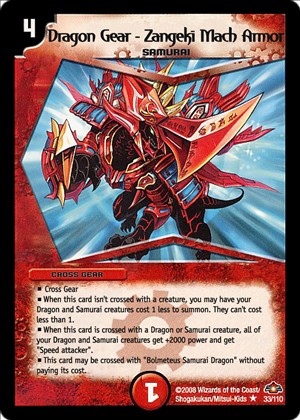 4
Dragon Gear - Zangeki Mach Armor
SAMURAI
CROSS GEAR
■ Cross Gear
■ When this card isn't crossed with a creature, you may have your
Dragon and Samurai creatures cost 1 less to summon. They can't cost
less than 1.
■ When this card is crossed with a Dragon or Samurai creature, all of
your Dragon and Samurai creatures get +2000 power and get
"Speed attacker".
■ This card can be crossed with "Bolmeteus Samurai Dragon" without
paying its cost.
1
©2008 Wizards of the Coast/
Shogakukan/Mitsui-Kids ★ 33/110